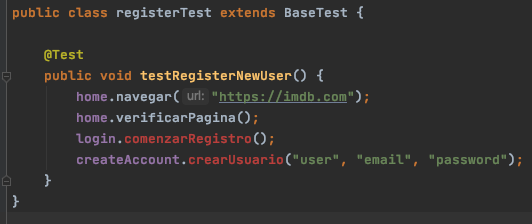 public class registerTest extends BaseTest {
@Test
public void testRegisterNewUser() {
home.navegar( url: "https://imdb.com");
home.verificarPagina();
login.comenzarRegistro();
createAccount.crearUsuario("user", "email", "password");
}
}